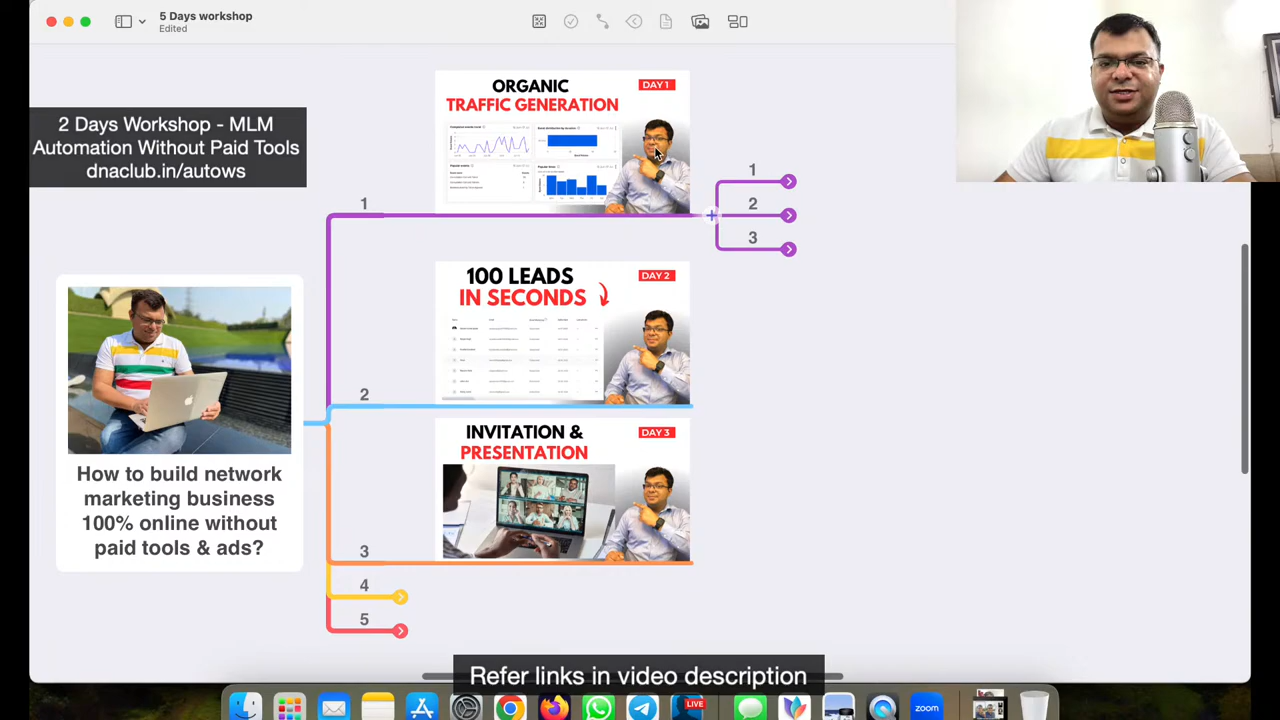 5 Days workshop
Edited
2 Days Workshop - MLM
Automation Without Paid Tools
dnaclub.in/autows
ORGANIC
TRAFFIC GENERATION
DAY 1
1
1
2
3
100 LEADS
IN SECONDS
DAY 2
2
INVITATION &
PRESENTATION
DAY 3
3
4
5
How to build network
marketing business
100% online without
paid tools & ads?
Refer links in video description
LIVE
zoom